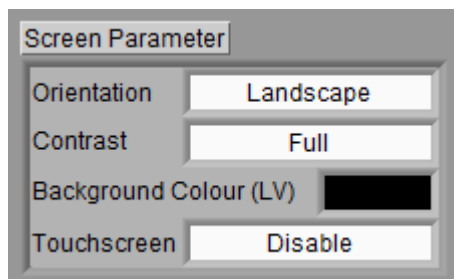 Screen Parameter
Orientation Landscape
Contrast Full
Background Colour (LV)
Touchscreen Disable